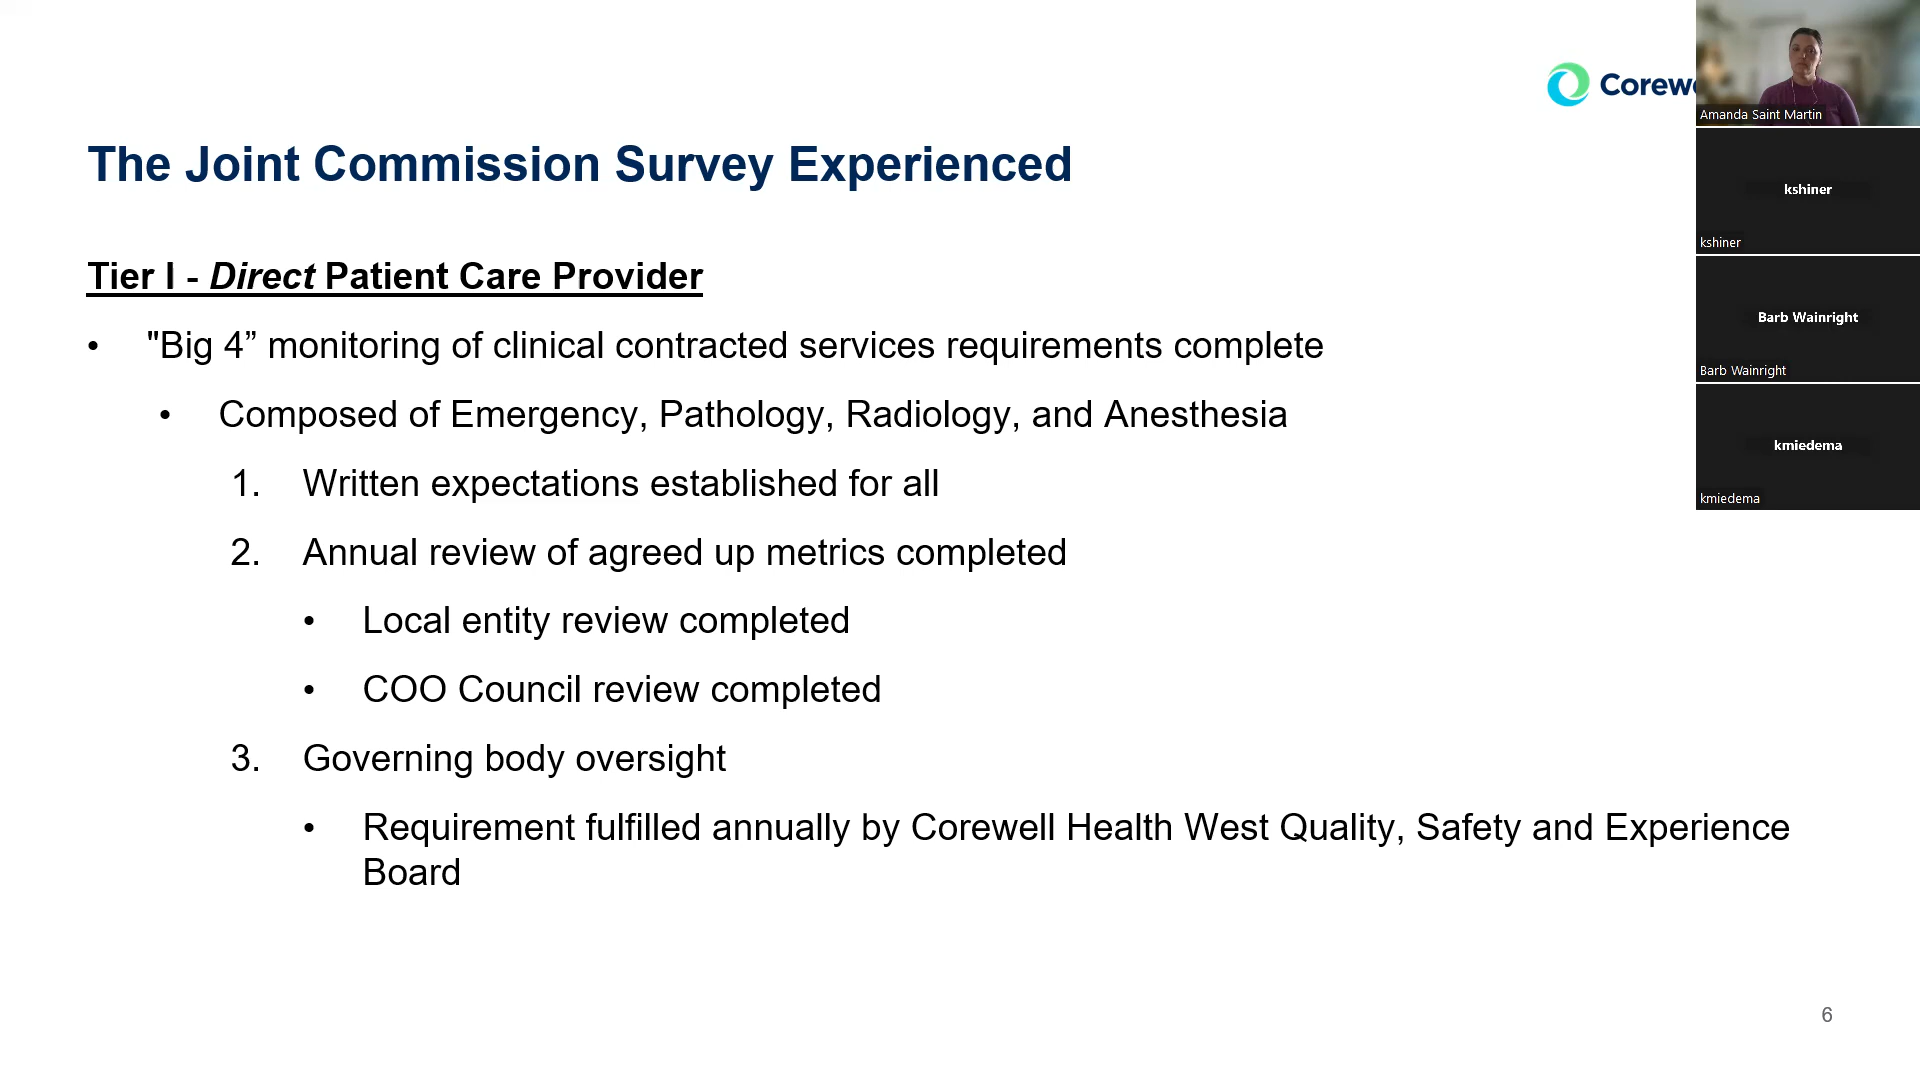 Corew
The Joint Commission Survey Experienced
Tier I - Direct Patient Care Provider
• "Big 4” monitoring of clinical contracted services requirements complete
• Composed of Emergency, Pathology, Radiology, and Anesthesia
1. Written expectations established for all
2. Annual review of agreed up metrics completed
• Local entity review completed
• COO Council review completed
3. Governing body oversight
• Requirement fulfilled annually by Corewell Health West Quality, Safety and Experience
Board
6
Amanda Saint Martin
kshiner
kshiner
Barb Wainright
Barb Wainright
kmiedema
kmiedema